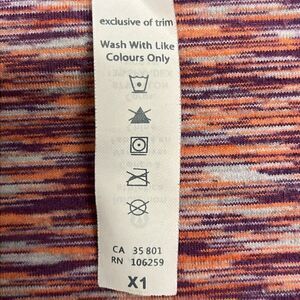 exclusive of trim
Wash With Like
Colours Only
CA 35801
RN 106259
X1